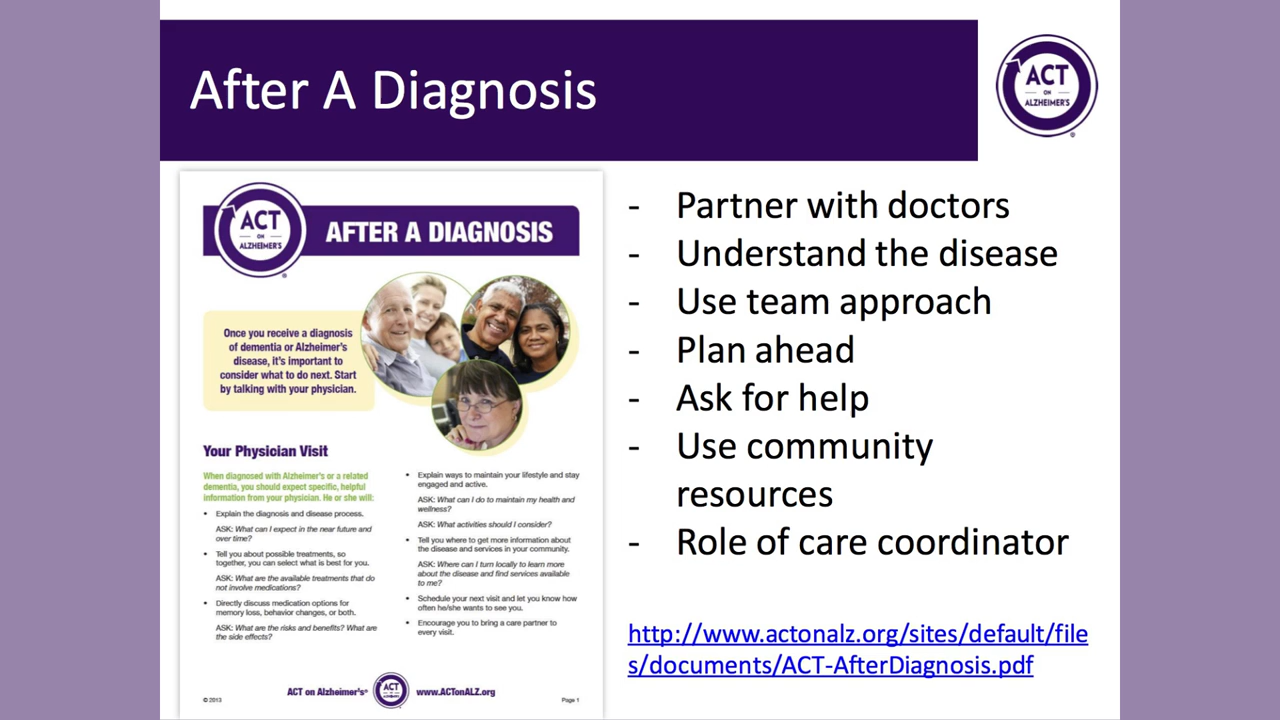 After A Diagnosis
ACT
ON
ALZHEIMER'S
®
ACT
ON
ALZHEIMER'S
®
AFTER A DIAGNOSIS
Once you receive a diagnosis
of dementia or Alzheimer's
disease, it's important to
consider what to do next. Start
by talking with your physician.
Your Physician Visit
When diagnosed with Alzheimer's or a related
dementia, you should expect specific, helpful
information from your physician. He or she will:
• Explain the diagnosis and disease process.
ASK: What can I expect in the near future and
over time?
• Tell you about possible treatments, so
together, you can select what is best for you.
ASK: What are the available treatments that do
not involve medications?
• Directly discuss medication options for
memory loss, behavior changes, or both.
ASK: What are the risks and benefits? What are
the side effects?
• Explain ways to maintain your lifestyle and stay
engaged and active.
ASK: What can I do to maintain my health and
wellness?
ASK: What activities should I consider?
• Tell you where to get more information about
the disease and services in your community.
ASK: Where can I turn locally to learn more
about the disease and find services available
to me?
• Schedule your next visit and let you know how
often he/she wants to see you.
• Encourage you to bring a care partner to
every visit.
© 2013
ACT on Alzheimer's®
ACT
ON
ALZHEIMER'S
www.ACTonALZ.org
Page 1
- Partner with doctors
- Understand the disease
- Use team approach
- Plan ahead
- Ask for help
- Use community
resources
- Role of care coordinator
http://www.actonalz.org/sites/default/file
s/documents/ACT-AfterDiagnosis.pdf